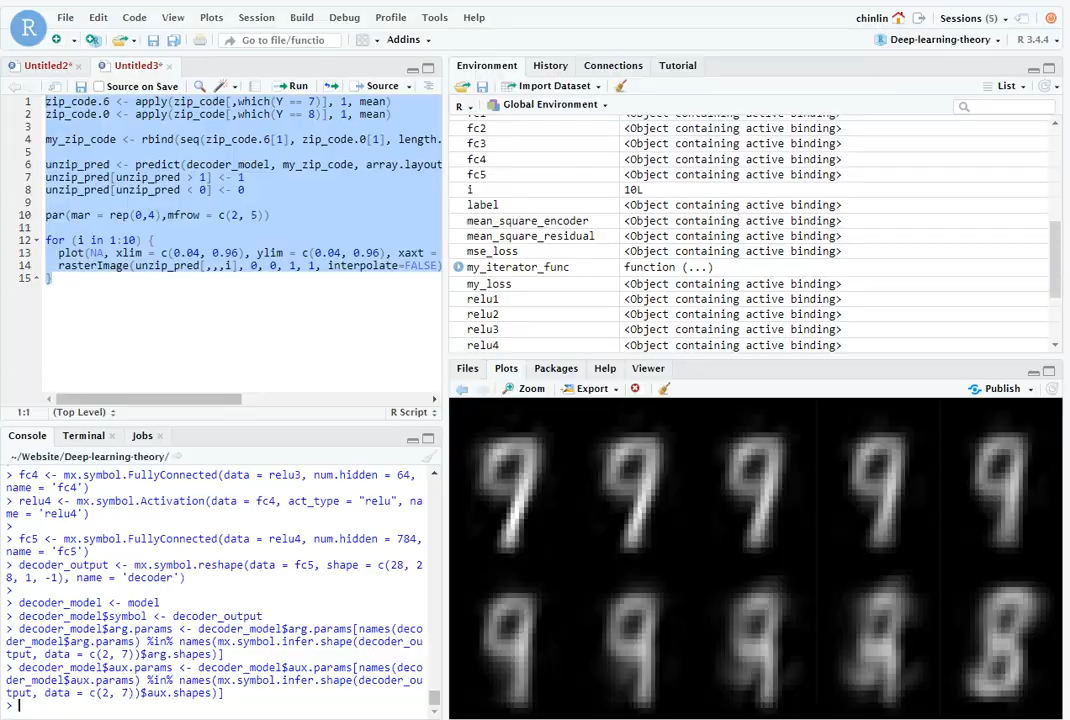 File Edit Code View Plots Session Build Debug Profile Tools Help
chinlin Sessions (5)
Go to file/functio Addins
Deep-learning-theory R 3.4.4
Untitled2* × Untitled3* ×
Source on Save Run Source
1 zip_code.6 <- apply(zip_code[,which(Y == 7)], 1, mean)
2 zip_code.0 <- apply(zip_code[,which(Y == 8)], 1, mean)
3
4 my_zip_code <- rbind(seq(zip_code.6[1], zip_code.0[1], length.
5
6 unzip_pred <- predict(decoder_model, my_zip_code, array.layout
7 unzip_pred[unzip_pred > 1] <- 1
8 unzip_pred[unzip_pred < 0] <- 0
9
10 par(mar = rep(0,4),mfrow = c(2, 5))
11
12 for (i in 1:10) {
13 plot(NA, xlim = c(0.04, 0.96), ylim = c(0.04, 0.96), xaxt =
14 rasterImage(unzip_pred[,,,i], 0, 0, 1, 1, interpolate=FALSE)
15 }
1:1 (Top Level) R Script
Console Terminal × Jobs ×
~/Website/Deep-learning-theory/
> fc4 <- mx.symbol.FullyConnected(data = relu3, num.hidden = 64,
name = 'fc4')
> relu4 <- mx.symbol.Activation(data = fc4, act_type = "relu", na
me = 'relu4')
>
> fc5 <- mx.symbol.FullyConnected(data = relu4, num.hidden = 784,
name = 'fc5')
> decoder_output <- mx.symbol.reshape(data = fc5, shape = c(28, 2
8, 1, -1), name = 'decoder')
>
> decoder_model <- model
> decoder_model$symbol <- decoder_output
> decoder_model$arg.params <- decoder_model$arg.params[names(deco
der_model$arg.params) %in% names(mx.symbol.infer.shape(decoder_ou
tput, data = c(2, 7))$arg.shapes)]
> decoder_model$aux.params <- decoder_model$aux.params[names(deco
der_model$aux.params) %in% names(mx.symbol.infer.shape(decoder_ou
tput, data = c(2, 7))$aux.shapes)]
>
Environment History Connections Tutorial
Import Dataset List
R Global Environment
fc1 <Object containing active binding>
fc2 <Object containing active binding>
fc3 <Object containing active binding>
fc4 <Object containing active binding>
fc5 <Object containing active binding>
i 10L
label <Object containing active binding>
mean_square_encoder <Object containing active binding>
mean_square_residual <Object containing active binding>
mse_loss <Object containing active binding>
my_iterator_func function (...)
my_loss <Object containing active binding>
relu1 <Object containing active binding>
relu2 <Object containing active binding>
relu3 <Object containing active binding>
relu4 <Object containing active binding>
Files Plots Packages Help Viewer
Zoom Export Publish
9 9 9 9 9
9 9 9 8